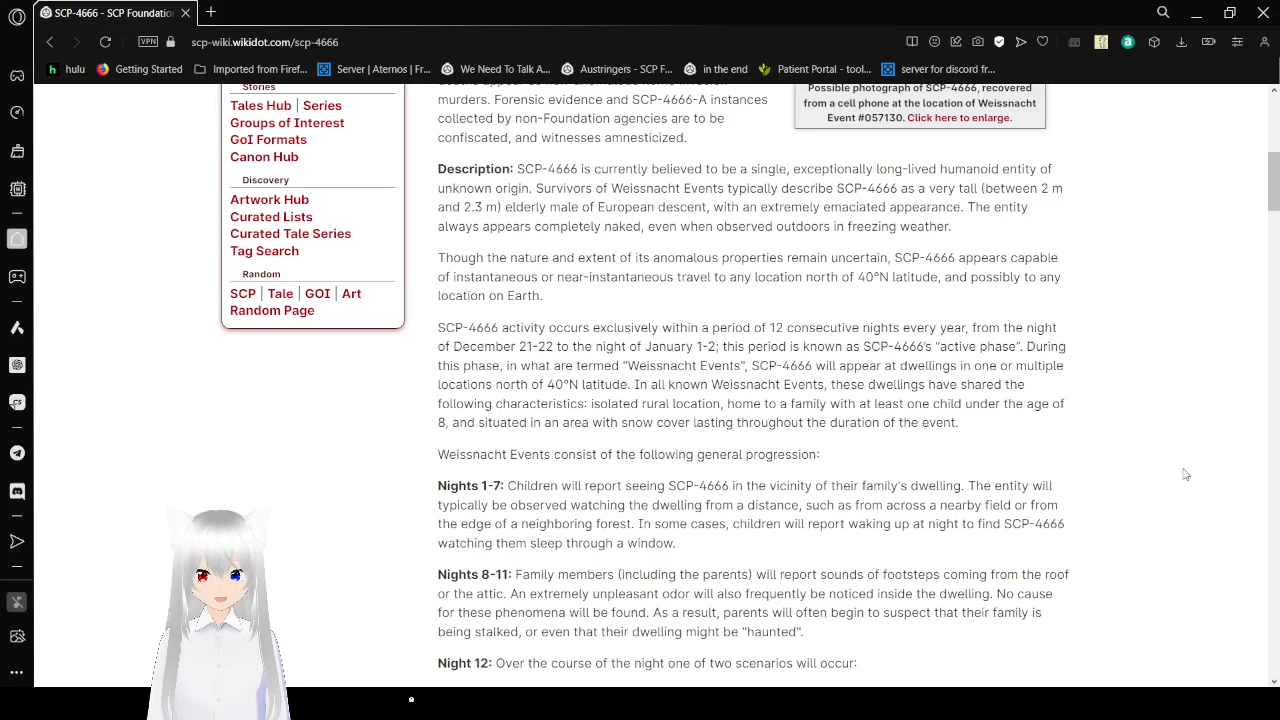 SCP-4666 - SCP Foundatio
scp-wiki.wikidot.com/scp-4666
VPN
hulu
Getting Started
Imported from Firef...
Server | Aternos | Fr...
We Need To Talk A...
Austringers - SCP F...
in the end
Patient Portal - tool...
server for discord fr...
Stories
Tales Hub | Series
Groups of Interest
GoI Formats
Canon Hub
Discovery
Artwork Hub
Curated Lists
Curated Tale Series
Tag Search
Random
SCP | Tale | GOI | Art
Random Page
murders. Forensic evidence and SCP-4666-A instances
collected by non-Foundation agencies are to be
confiscated, and witnesses amnesticized.
Possible photograph of SCP-4666, recovered
from a cell phone at the location of Weissnacht
Event #057130. Click here to enlarge.
Description: SCP-4666 is currently believed to be a single, exceptionally long-lived humanoid entity of
unknown origin. Survivors of Weissnacht Events typically describe SCP-4666 as a very tall (between 2 m
and 2.3 m) elderly male of European descent, with an extremely emaciated appearance. The entity
always appears completely naked, even when observed outdoors in freezing weather.
Though the nature and extent of its anomalous properties remain uncertain, SCP-4666 appears capable
of instantaneous or near-instantaneous travel to any location north of 40°N latitude, and possibly to any
location on Earth.
SCP-4666 activity occurs exclusively within a period of 12 consecutive nights every year, from the night
of December 21-22 to the night of January 1-2; this period is known as SCP-4666's "active phase". During
this phase, in what are termed "Weissnacht Events", SCP-4666 will appear at dwellings in one or multiple
locations north of 40°N latitude. In all known Weissnacht Events, these dwellings have shared the
following characteristics: isolated rural location, home to a family with at least one child under the age of
8, and situated in an area with snow cover lasting throughout the duration of the event.
Weissnacht Events consist of the following general progression:
Nights 1-7: Children will report seeing SCP-4666 in the vicinity of their family's dwelling. The entity will
typically be observed watching the dwelling from a distance, such as from across a nearby field or from
the edge of a neighboring forest. In some cases, children will report waking up at night to find SCP-4666
watching them sleep through a window.
Nights 8-11: Family members (including the parents) will report sounds of footsteps coming from the roof
or the attic. An extremely unpleasant odor will also frequently be noticed inside the dwelling. No cause
for these phenomena will be found. As a result, parents will often begin to suspect that their family is
being stalked, or even that their dwelling might be "haunted".
Night 12: Over the course of the night one of two scenarios will occur: